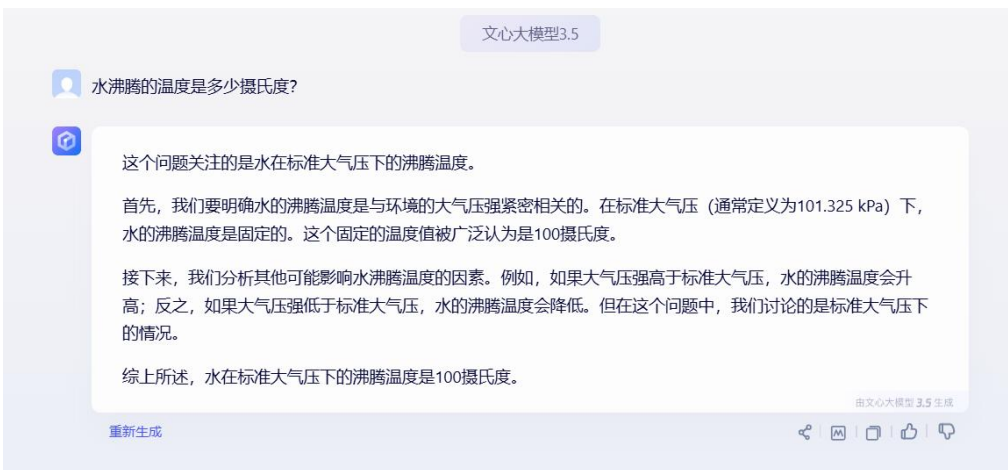 文心大模型3.5
水沸腾的温度是多少摄氏度？
这个问题关注的是水在标准大气压下的沸腾温度。
首先，我们要明确水的沸腾温度是与环境的大气压强紧密相关的。在标准大气压（通常定义为101.325 kPa）下，
水的沸腾温度是固定的。这个固定的温度值被广泛认为是100摄氏度。
接下来，我们分析其他可能影响水沸腾温度的因素。例如，如果大气压强高于标准大气压，水的沸腾温度会升
高；反之，如果大气压强低于标准大气压，水的沸腾温度会降低。但在这个问题中，我们讨论的是标准大气压下
的情况。
综上所述，水在标准大气压下的沸腾温度是100摄氏度。
由文心大模型 3.5 生成
重新生成